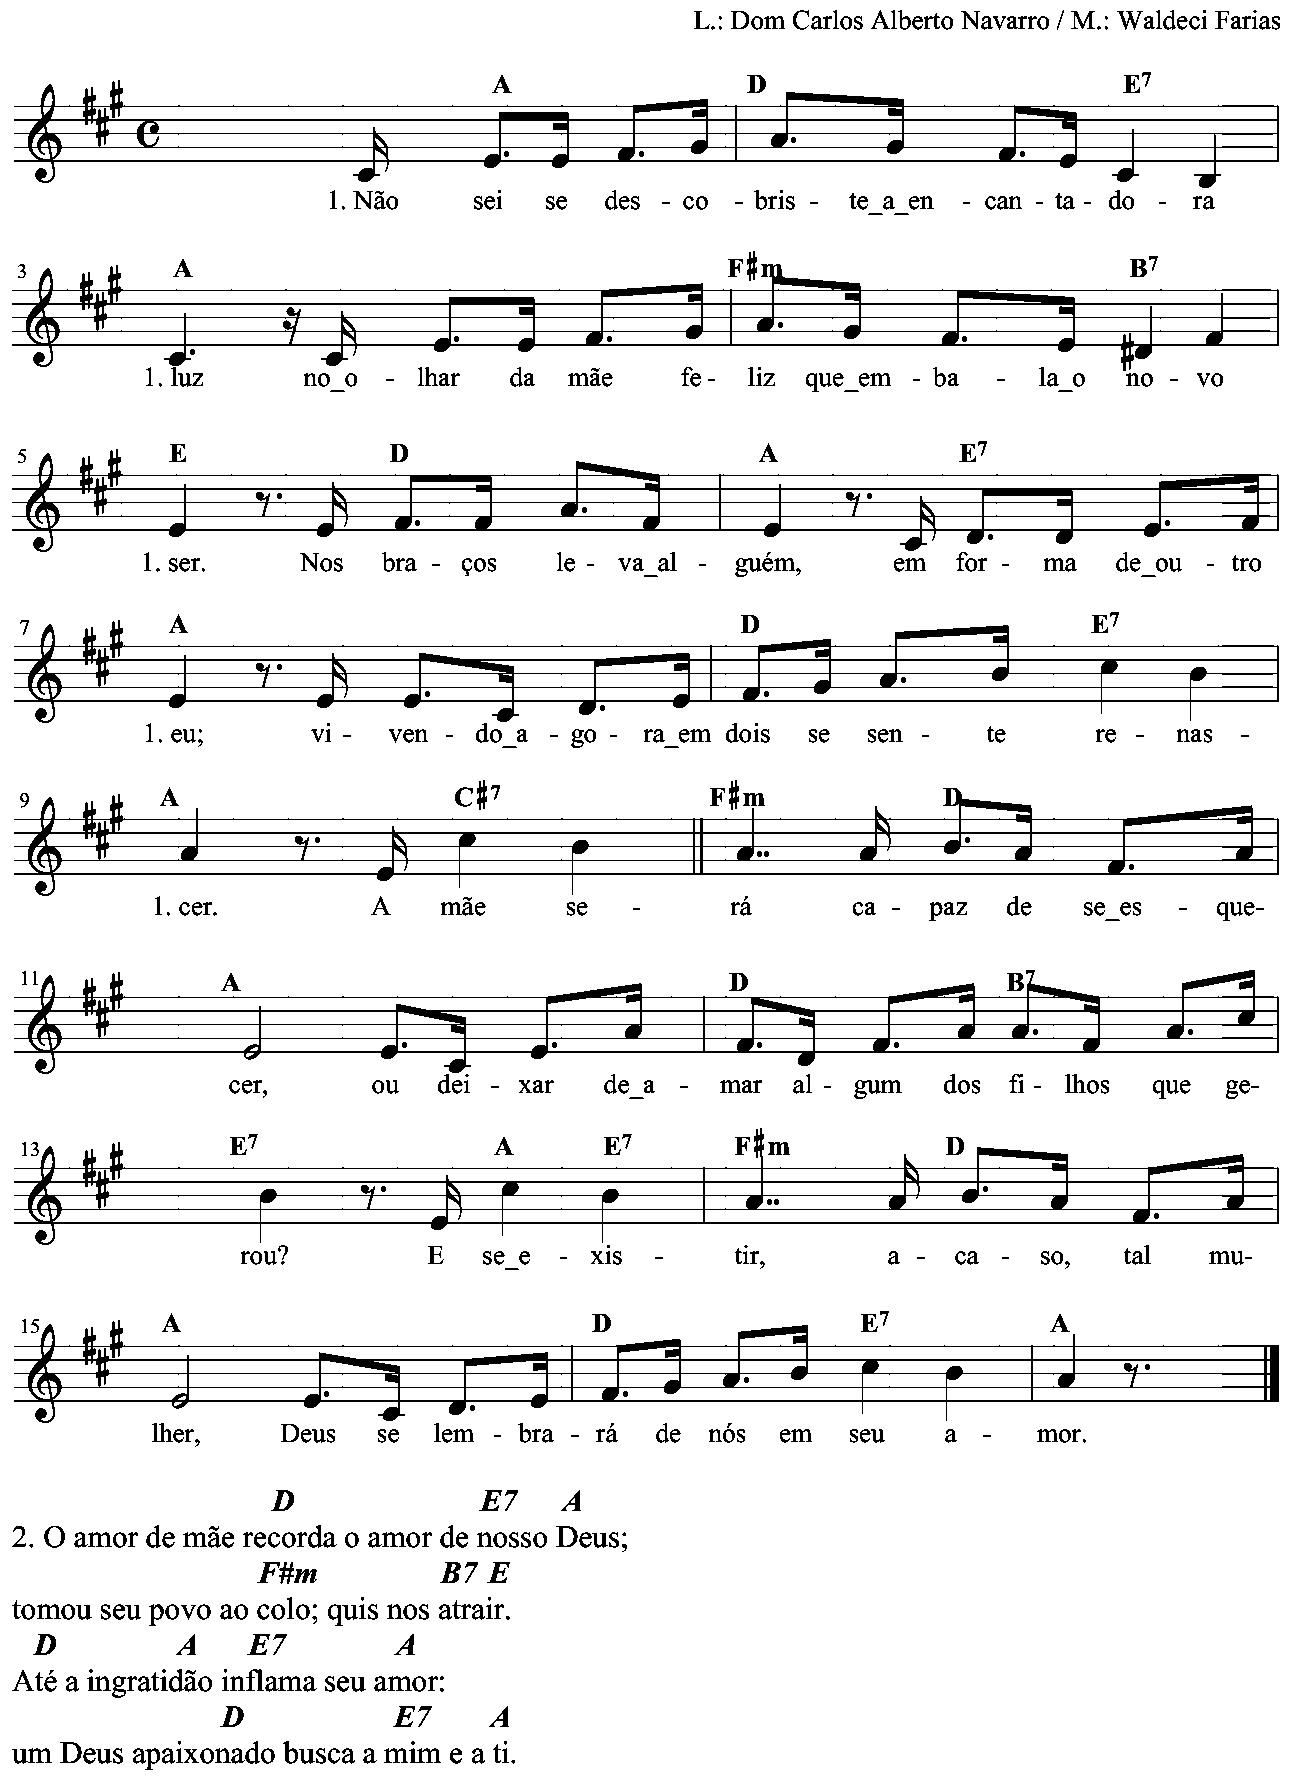 L.: Dom Carlos Alberto Navarro / M.: Waldeci Farias
A D E7
1. Não sei se des - co - bris - te_a_en - can - ta - do - ra
3 A F#m B7
1. luz no_o - lhar da mãe fe - liz que_em - ba - la_o no - vo
5 E D A E7
1. ser. Nos bra - ços le - va_al - guém, em for - ma de_ou - tro
7 A D E7
1. eu; vi - ven - do_a - go - ra_em dois se sen - te re - nas -
9 A C#7 F#m D
1. cer. A mãe se - rá ca - paz de se_es - que-
11 A D B7
cer, ou dei - xar de_a - mar al - gum dos fi - lhos que ge-
13 E7 A E7 F#m D
rou? E se_e - xis - tir, a - ca - so, tal mu-
15 A D E7 A
lher, Deus se lem - bra - rá de nós em seu a - mor.
D E7 A
2. O amor de mãe recorda o amor de nosso Deus;
F#m B7 E
tomou seu povo ao colo; quis nos atrair.
D A E7 A
Até a ingratidão inflama seu amor:
D E7 A
um Deus apaixonado busca a mim e a ti.